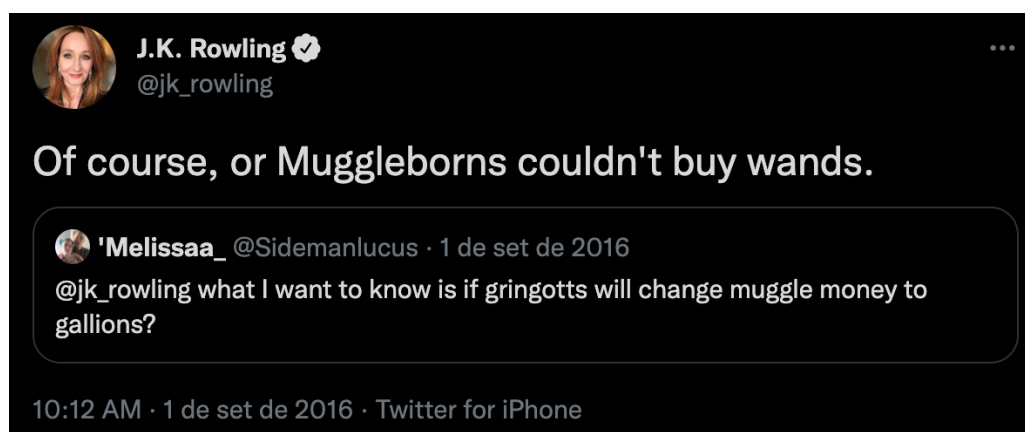 J.K. Rowling
@jk_rowling
Of course, or Muggleborns couldn't buy wands.
'Melissaa_ @Sidemanlucus · 1 de set de 2016
@jk_rowling what I want to know is if gringotts will change muggle money to
gallions?
10:12 AM · 1 de set de 2016 · Twitter for iPhone